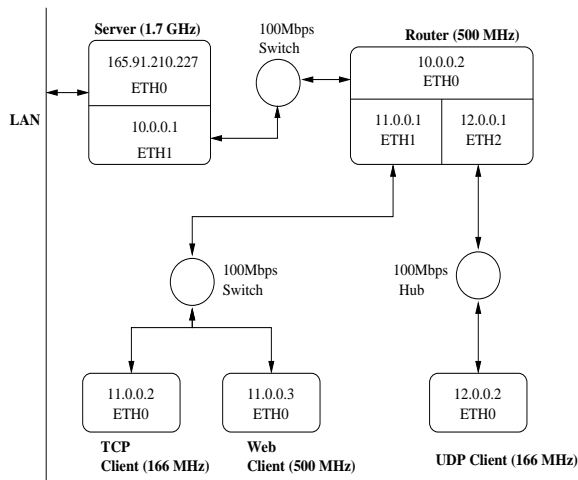 Server (1.7 GHz)
165.91.210.227
ETH0
10.0.0.1
ETH1
LAN
100Mbps
Switch
Router (500 MHz)
10.0.0.2
ETH0
11.0.0.1
ETH1
12.0.0.1
ETH2
100Mbps
Switch
100Mbps
Hub
11.0.0.2
ETH0
TCP
Client (166 MHz)
11.0.0.3
ETH0
Web
Client (500 MHz)
12.0.0.2
ETH0
UDP Client (166 MHz)